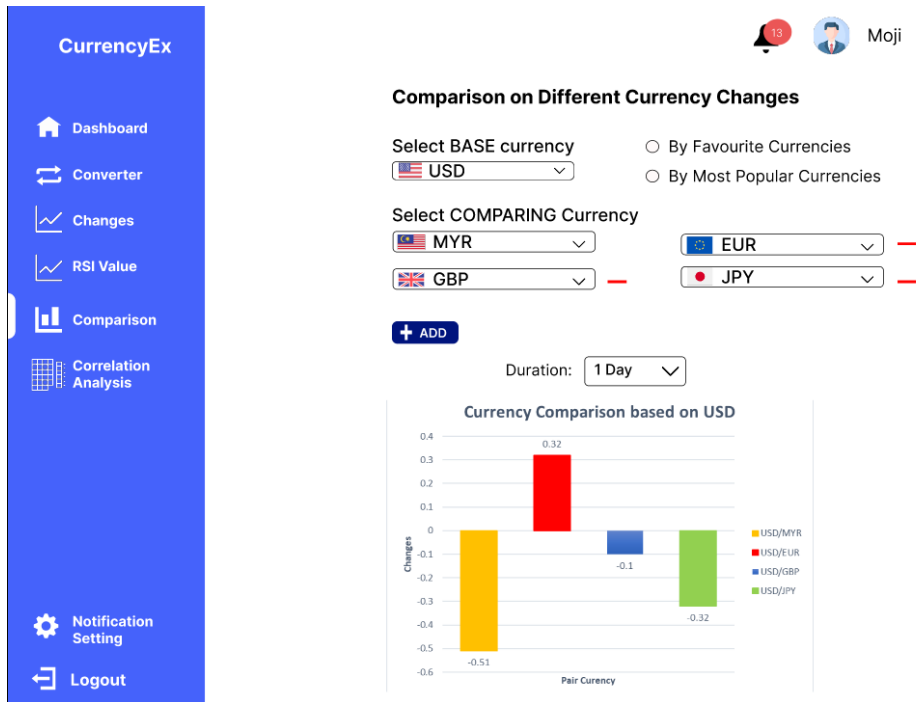 CurrencyEx
13
Moji
Dashboard
Converter
Changes
RSI Value
Comparison
Correlation
Analysis
Notification
Setting
Logout
Comparison on Different Currency Changes
Select BASE currency
USD
By Favourite Currencies
By Most Popular Currencies
Select COMPARING Currency
MYR
EUR
GBP
JPY
+ ADD
Duration:
1 Day
Currency Comparison based on USD
0.4
0.3
0.2
0.1
0
-0.1
-0.2
-0.3
-0.4
-0.5
-0.6
Changes
0.32
-0.1
-0.32
-0.51
Pair Curency
USD/MYR
USD/EUR
USD/GBP
USD/JPY